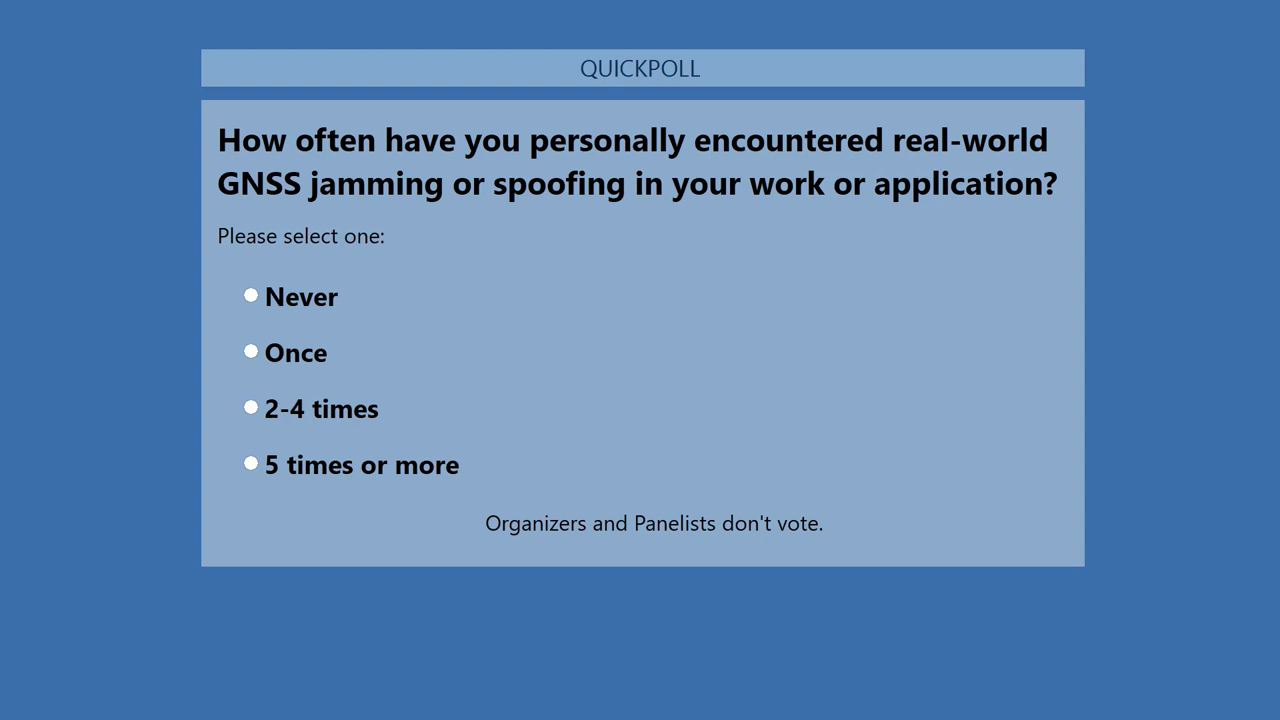 QUICKPOLL
How often have you personally encountered real-world
GNSS jamming or spoofing in your work or application?
Please select one:
Never
Once
2-4 times
5 times or more
Organizers and Panelists don't vote.